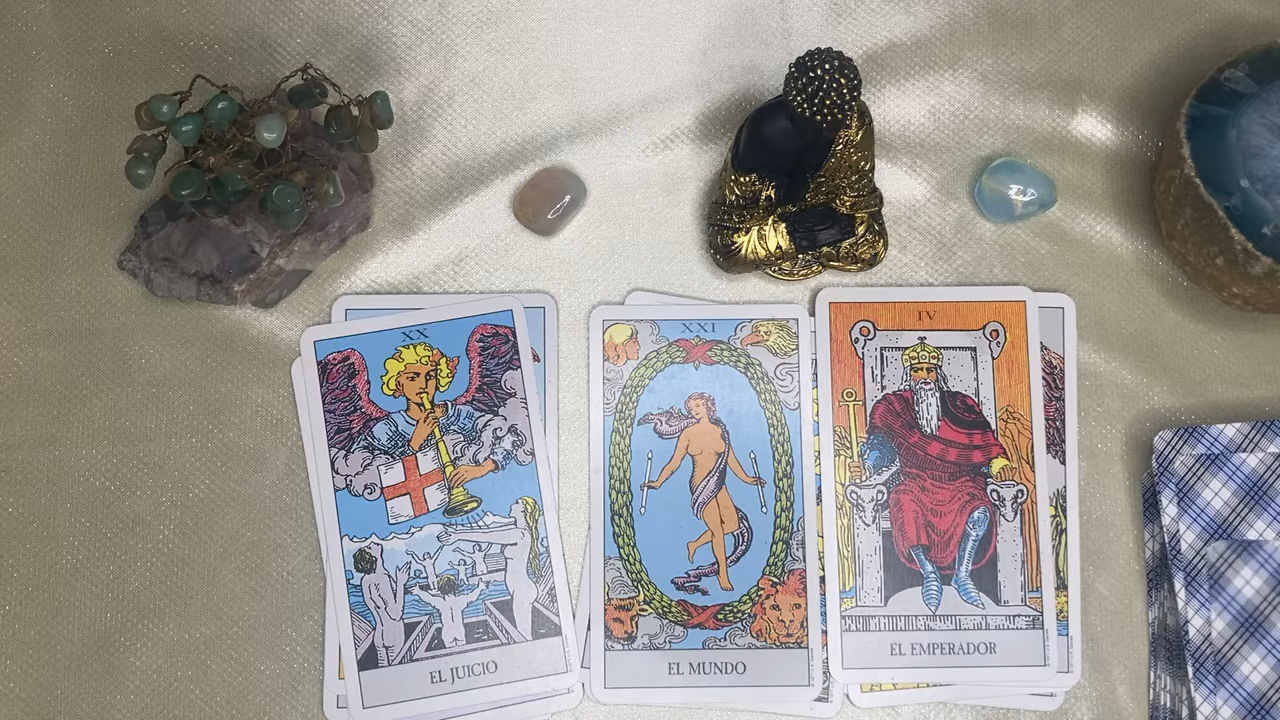 XX
EL JUICIO
XXI
EL MUNDO
IV
EL EMPERADOR